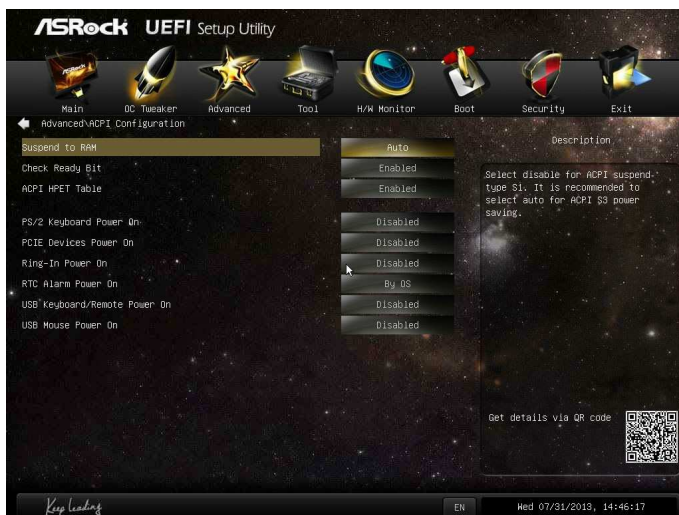 ASRock UEFI Setup Utility
Main OC Tweaker Advanced Tool H/W Monitor Boot Security Exit
Advanced\ACPI Configuration
Description
Suspend to RAM Auto
Check Ready Bit Enabled
ACPI HPET Table Enabled
PS/2 Keyboard Power On Disabled
PCIE Devices Power On Disabled
Ring-In Power On Disabled
RTC Alarm Power On By OS
USB Keyboard/Remote Power On Disabled
USB Mouse Power On Disabled
Select disable for ACPI suspend
type S1. It is recommended to
select auto for ACPI S3 power
saving.
Get details via QR code
Keep Leading
EN
Wed 07/31/2013, 14:46:17